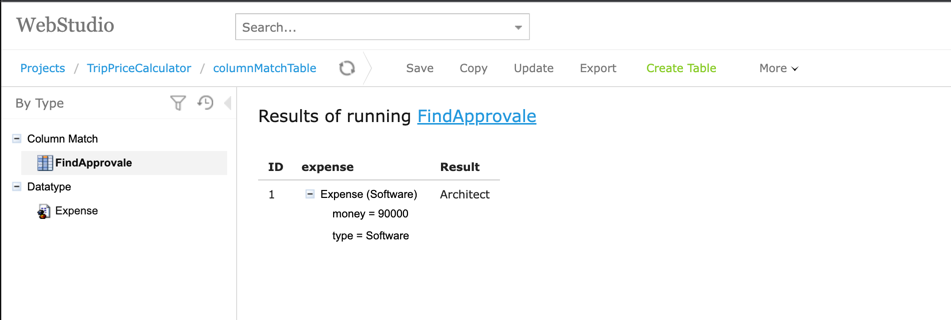 WebStudio
Search...
Projects / TripPriceCalculator / columnMatchTable
Save Copy Update Export Create Table More
By Type
Column Match
FindApprovale
Datatype
Expense
Results of running FindApprovale
ID expense Result
1 Expense (Software) Architect
money = 90000
type = Software